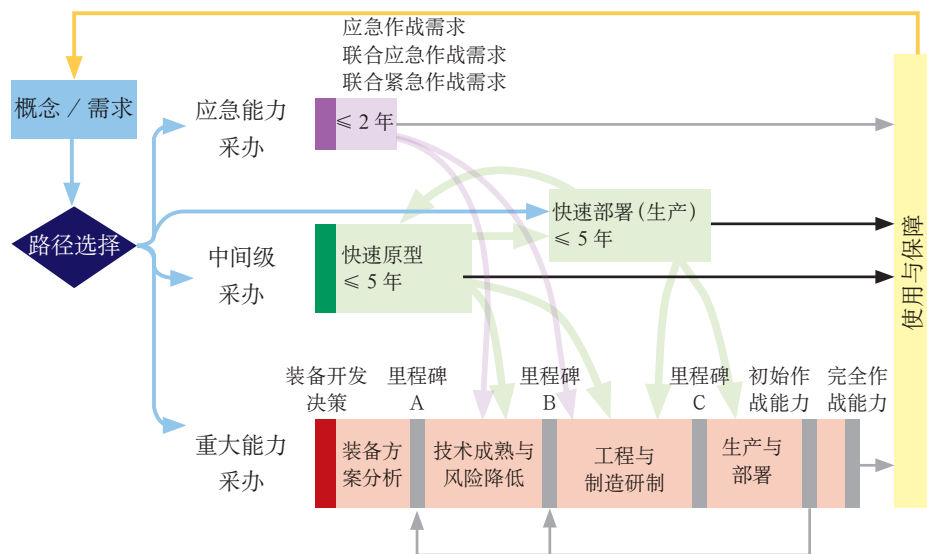 应急作战需求
联合应急作战需求
联合紧急作战需求
概念 / 需求
应急能力
采办
≤ 2 年
路径选择
中间级
采办
快速原型
≤ 5 年
快速部署(生产)
≤ 5 年
使用与保障
装备开发
决策
里程碑
A
里程碑
B
里程碑
C
初始作
战能力
完全作
战能力
重大能力
采办
装备方
案分析
技术成熟与
风险降低
工程与
制造研制
生产与
部署